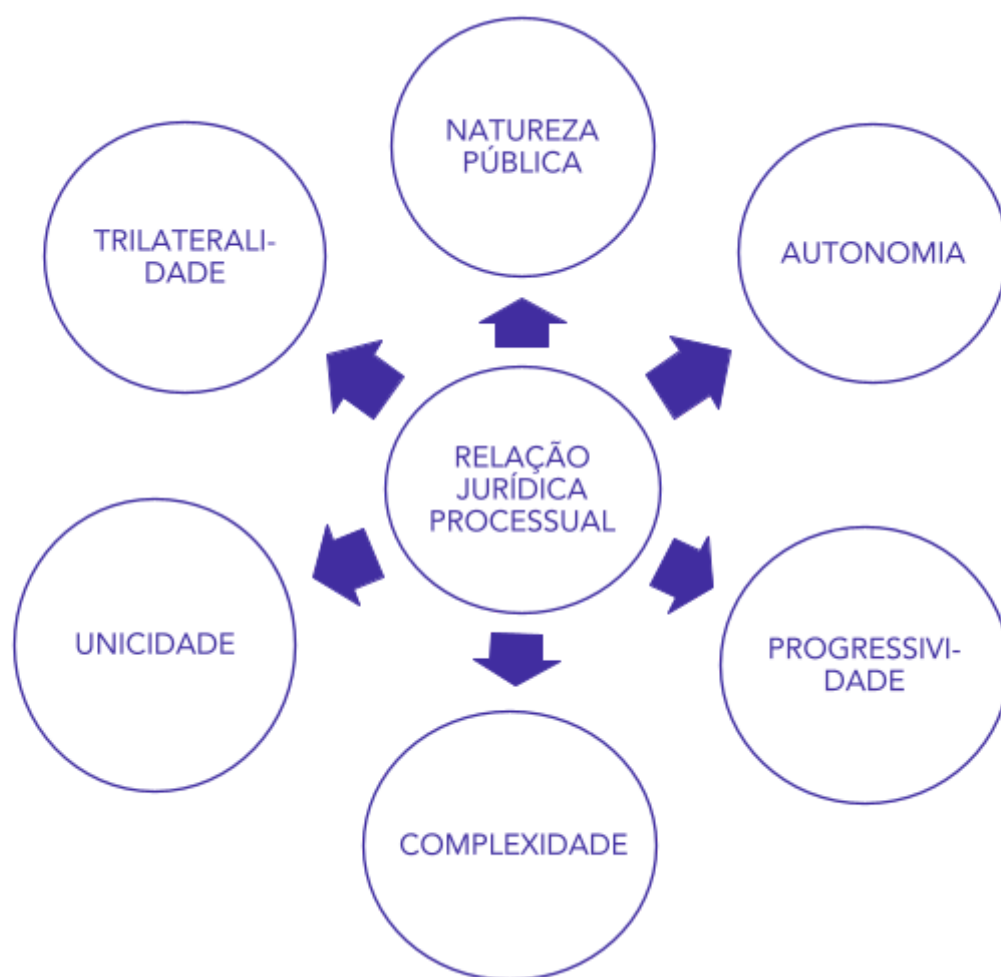 NATUREZA
PÚBLICA
TRILATERALI-
DADE
AUTONOMIA
RELAÇÃO
JURÍDICA
PROCESSUAL
UNICIDADE
PROGRESSIVI-
DADE
COMPLEXIDADE